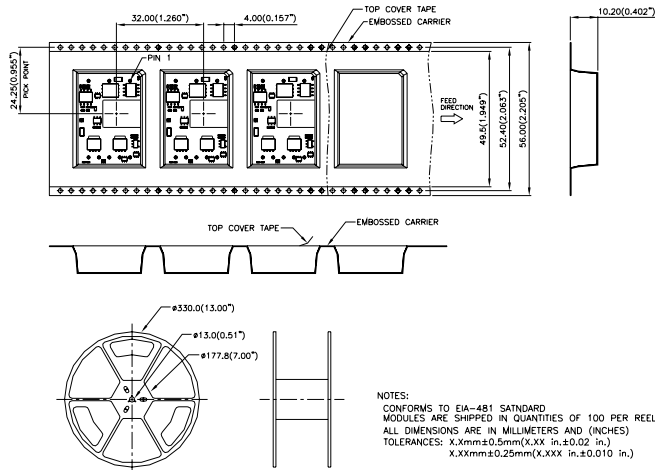 32.00(1.260")
4.00(0.157")
TOP COVER TAPE
EMBOSSED CARRIER
10.20(0.402")
24.25(0.955")
PICK POINT
PIN 1
FEED
DIRECTION
49.5(1.949")
52.40(2.063")
56.00(2.205")
TOP COVER TAPE
EMBOSSED CARRIER
ø330.0(13.00")
ø13.0(0.51")
ø177.8(7.00")
NOTES:
CONFORMS TO EIA-481 SATNDARD
MODULES ARE SHIPPED IN QUANTITIES OF 100 PER REEL
ALL DIMENSIONS ARE IN MILLIMETERS AND (INCHES)
TOLERANCES: X.Xmm±0.5mm(X.XX in.±0.02 in.)
X.XXmm±0.25mm(X.XXX in.±0.010 in.)